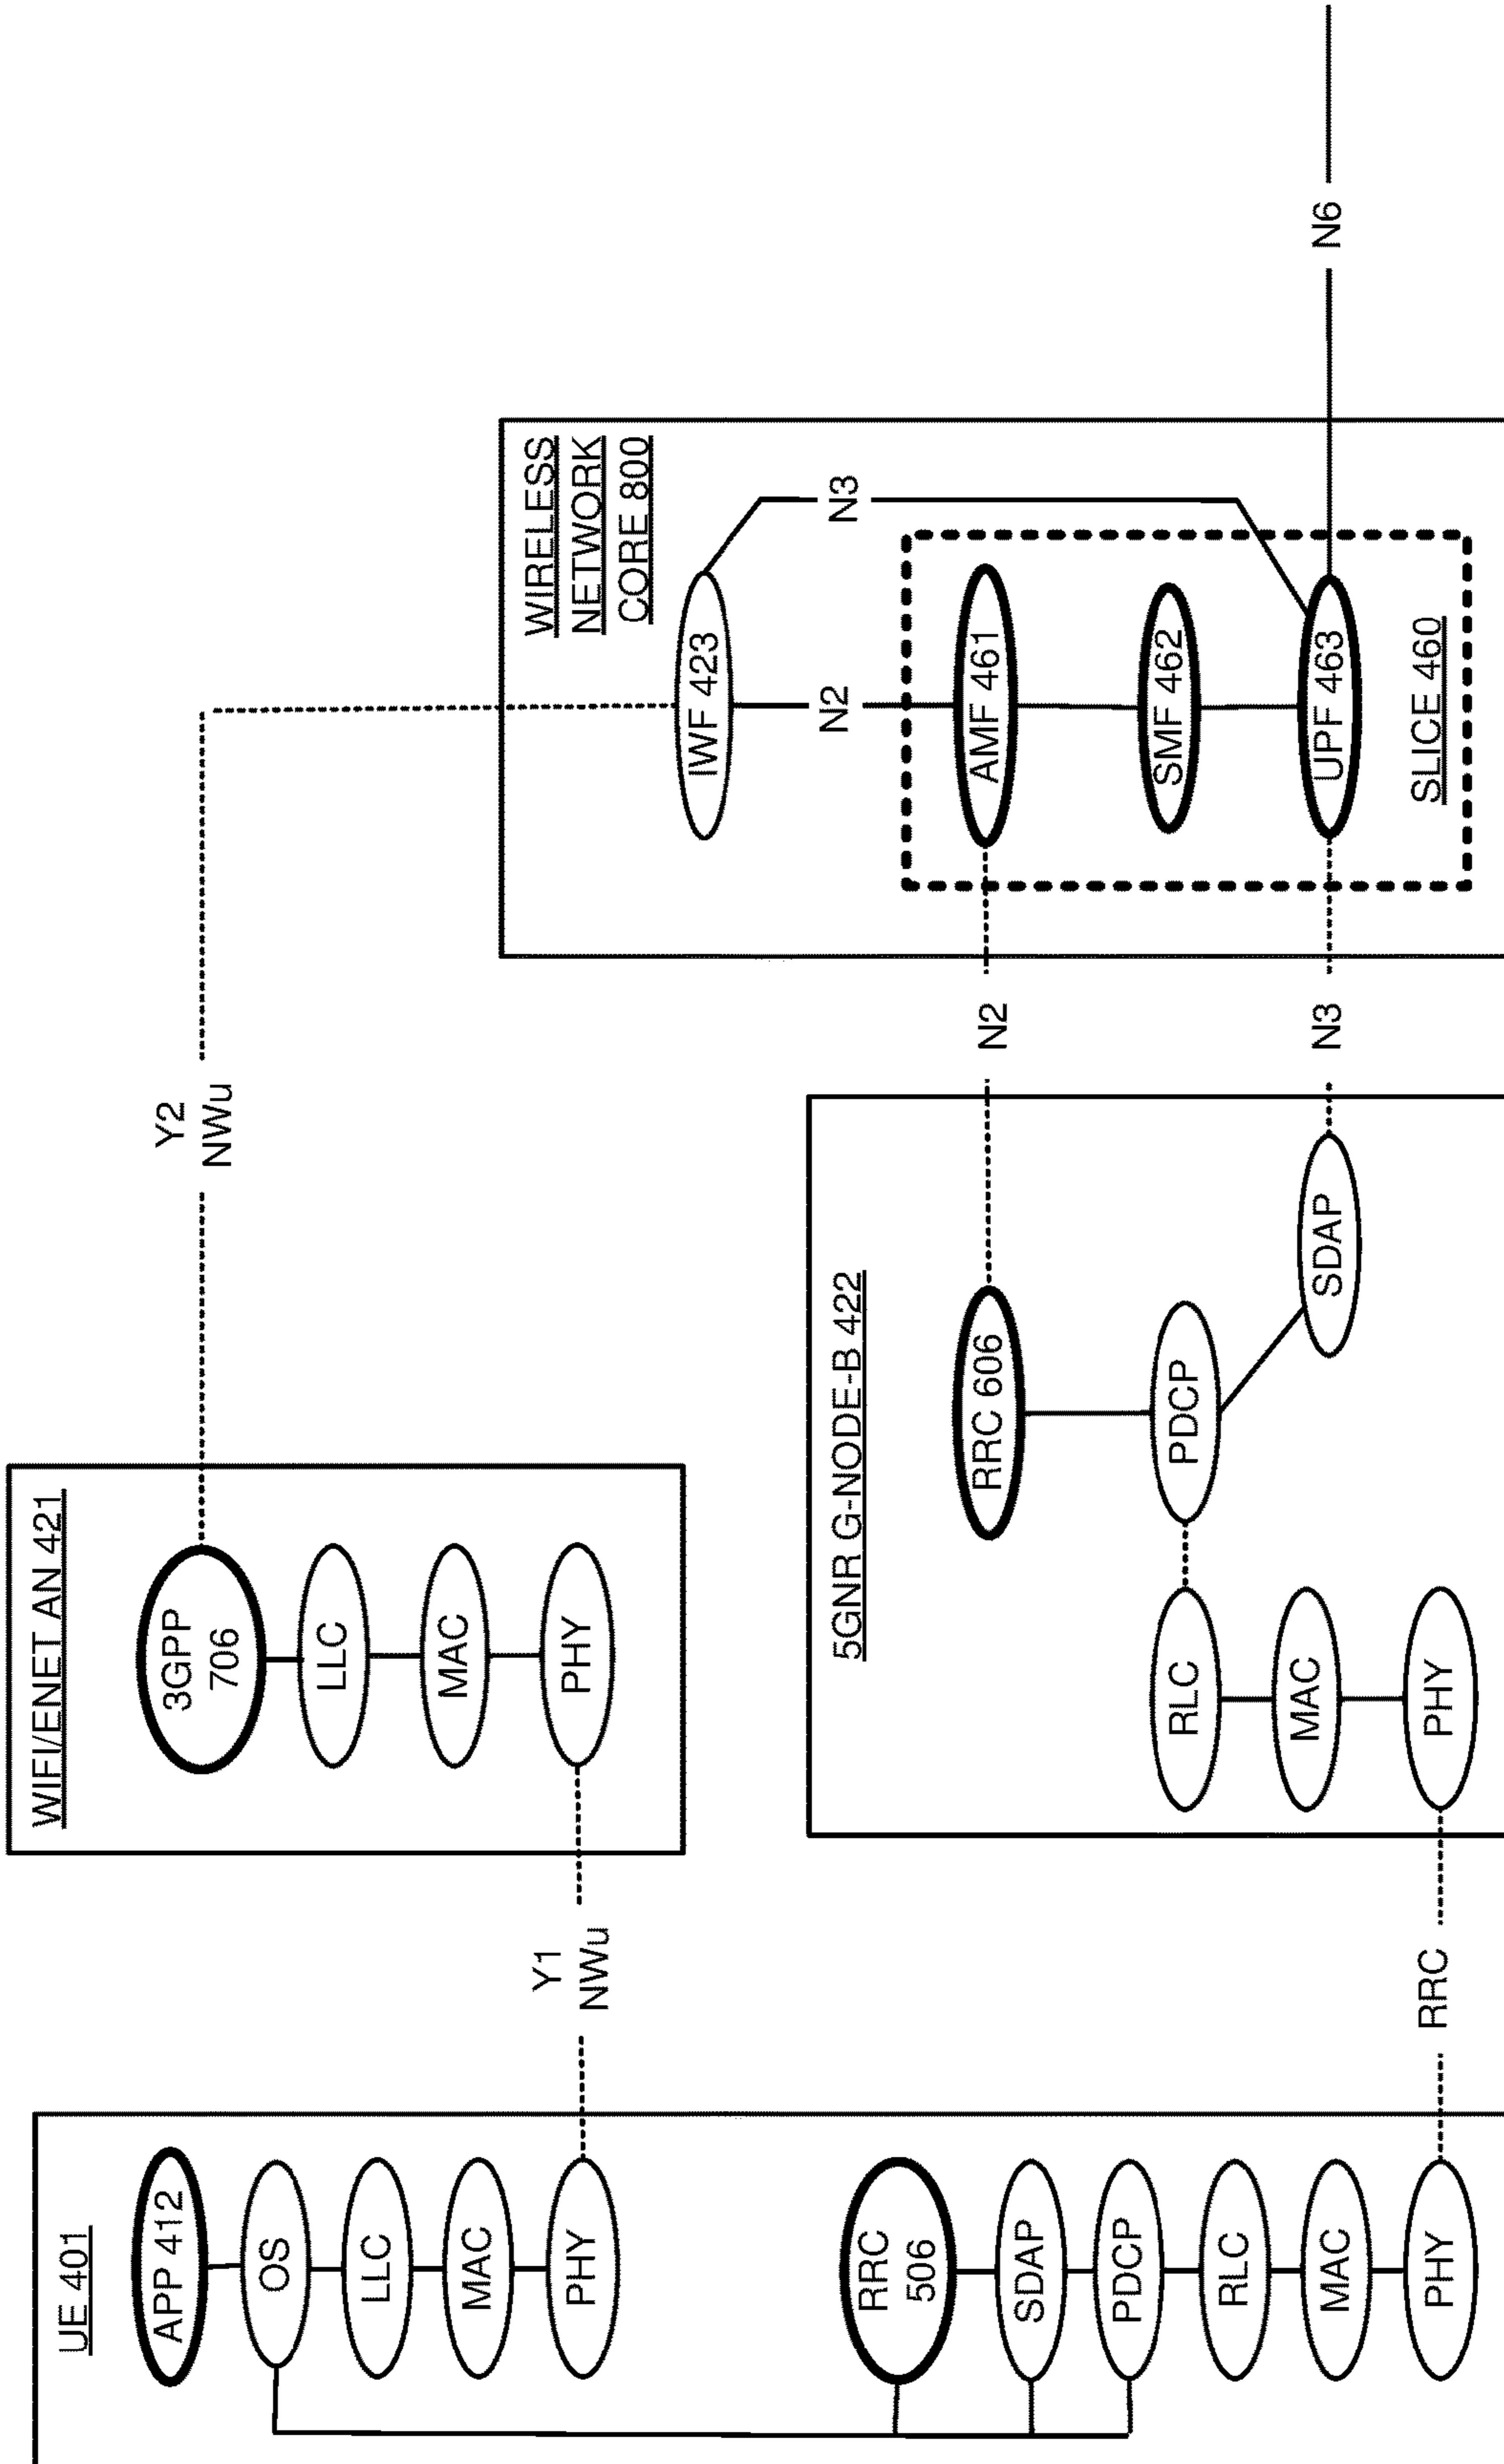 UE 401
APP 412
OS
LLC
MAC
PHY
RRC
506
SDAP
PDCP
RLC
MAC
PHY
Y1
NWu
RRC
WIFI/ENET AN 421
3GPP
706
LLC
MAC
PHY
5GNR G-NODE-B 422
RRC 606
PDCP
SDAP
RLC
MAC
PHY
Y2
NWu
N2
N3
WIRELESS
NETWORK
CORE 800
IWF 423
N2
N3
AMF 461
SMF 462
UPF 463
SLICE 460
N6